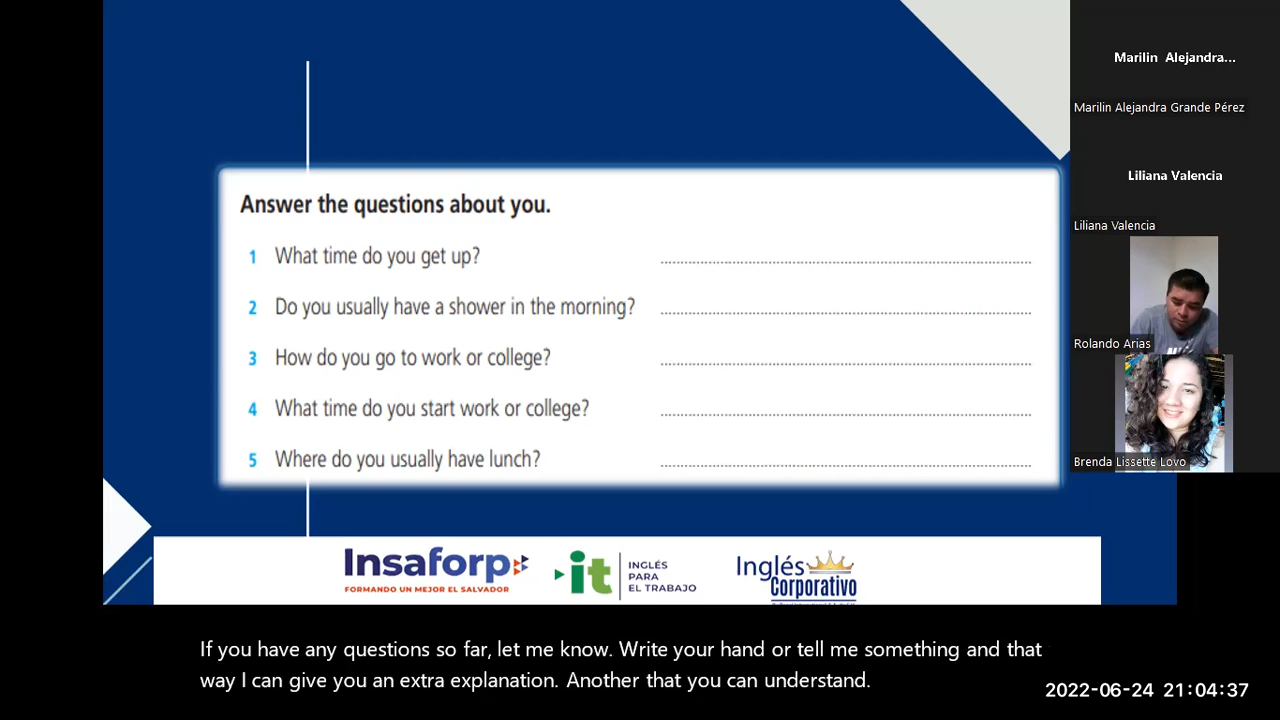 Answer the questions about you.
1 What time do you get up?
2 Do you usually have a shower in the morning?
3 How do you go to work or college?
4 What time do you start work or college?
5 Where do you usually have lunch?
Insaforp
FORMANDO UN MEJOR EL SALVADOR
it
INGLÉS
PARA
EL TRABAJO
Inglés
Corporativo
If you have any questions so far, let me know. Write your hand or tell me something and that
way I can give you an extra explanation. Another that you can understand.
Marilin Alejandra...
Marilin Alejandra Grande Pérez
Liliana Valencia
Liliana Valencia
Rolando Arias
Brenda Lissette Lovo
2022-06-24 21:04:37